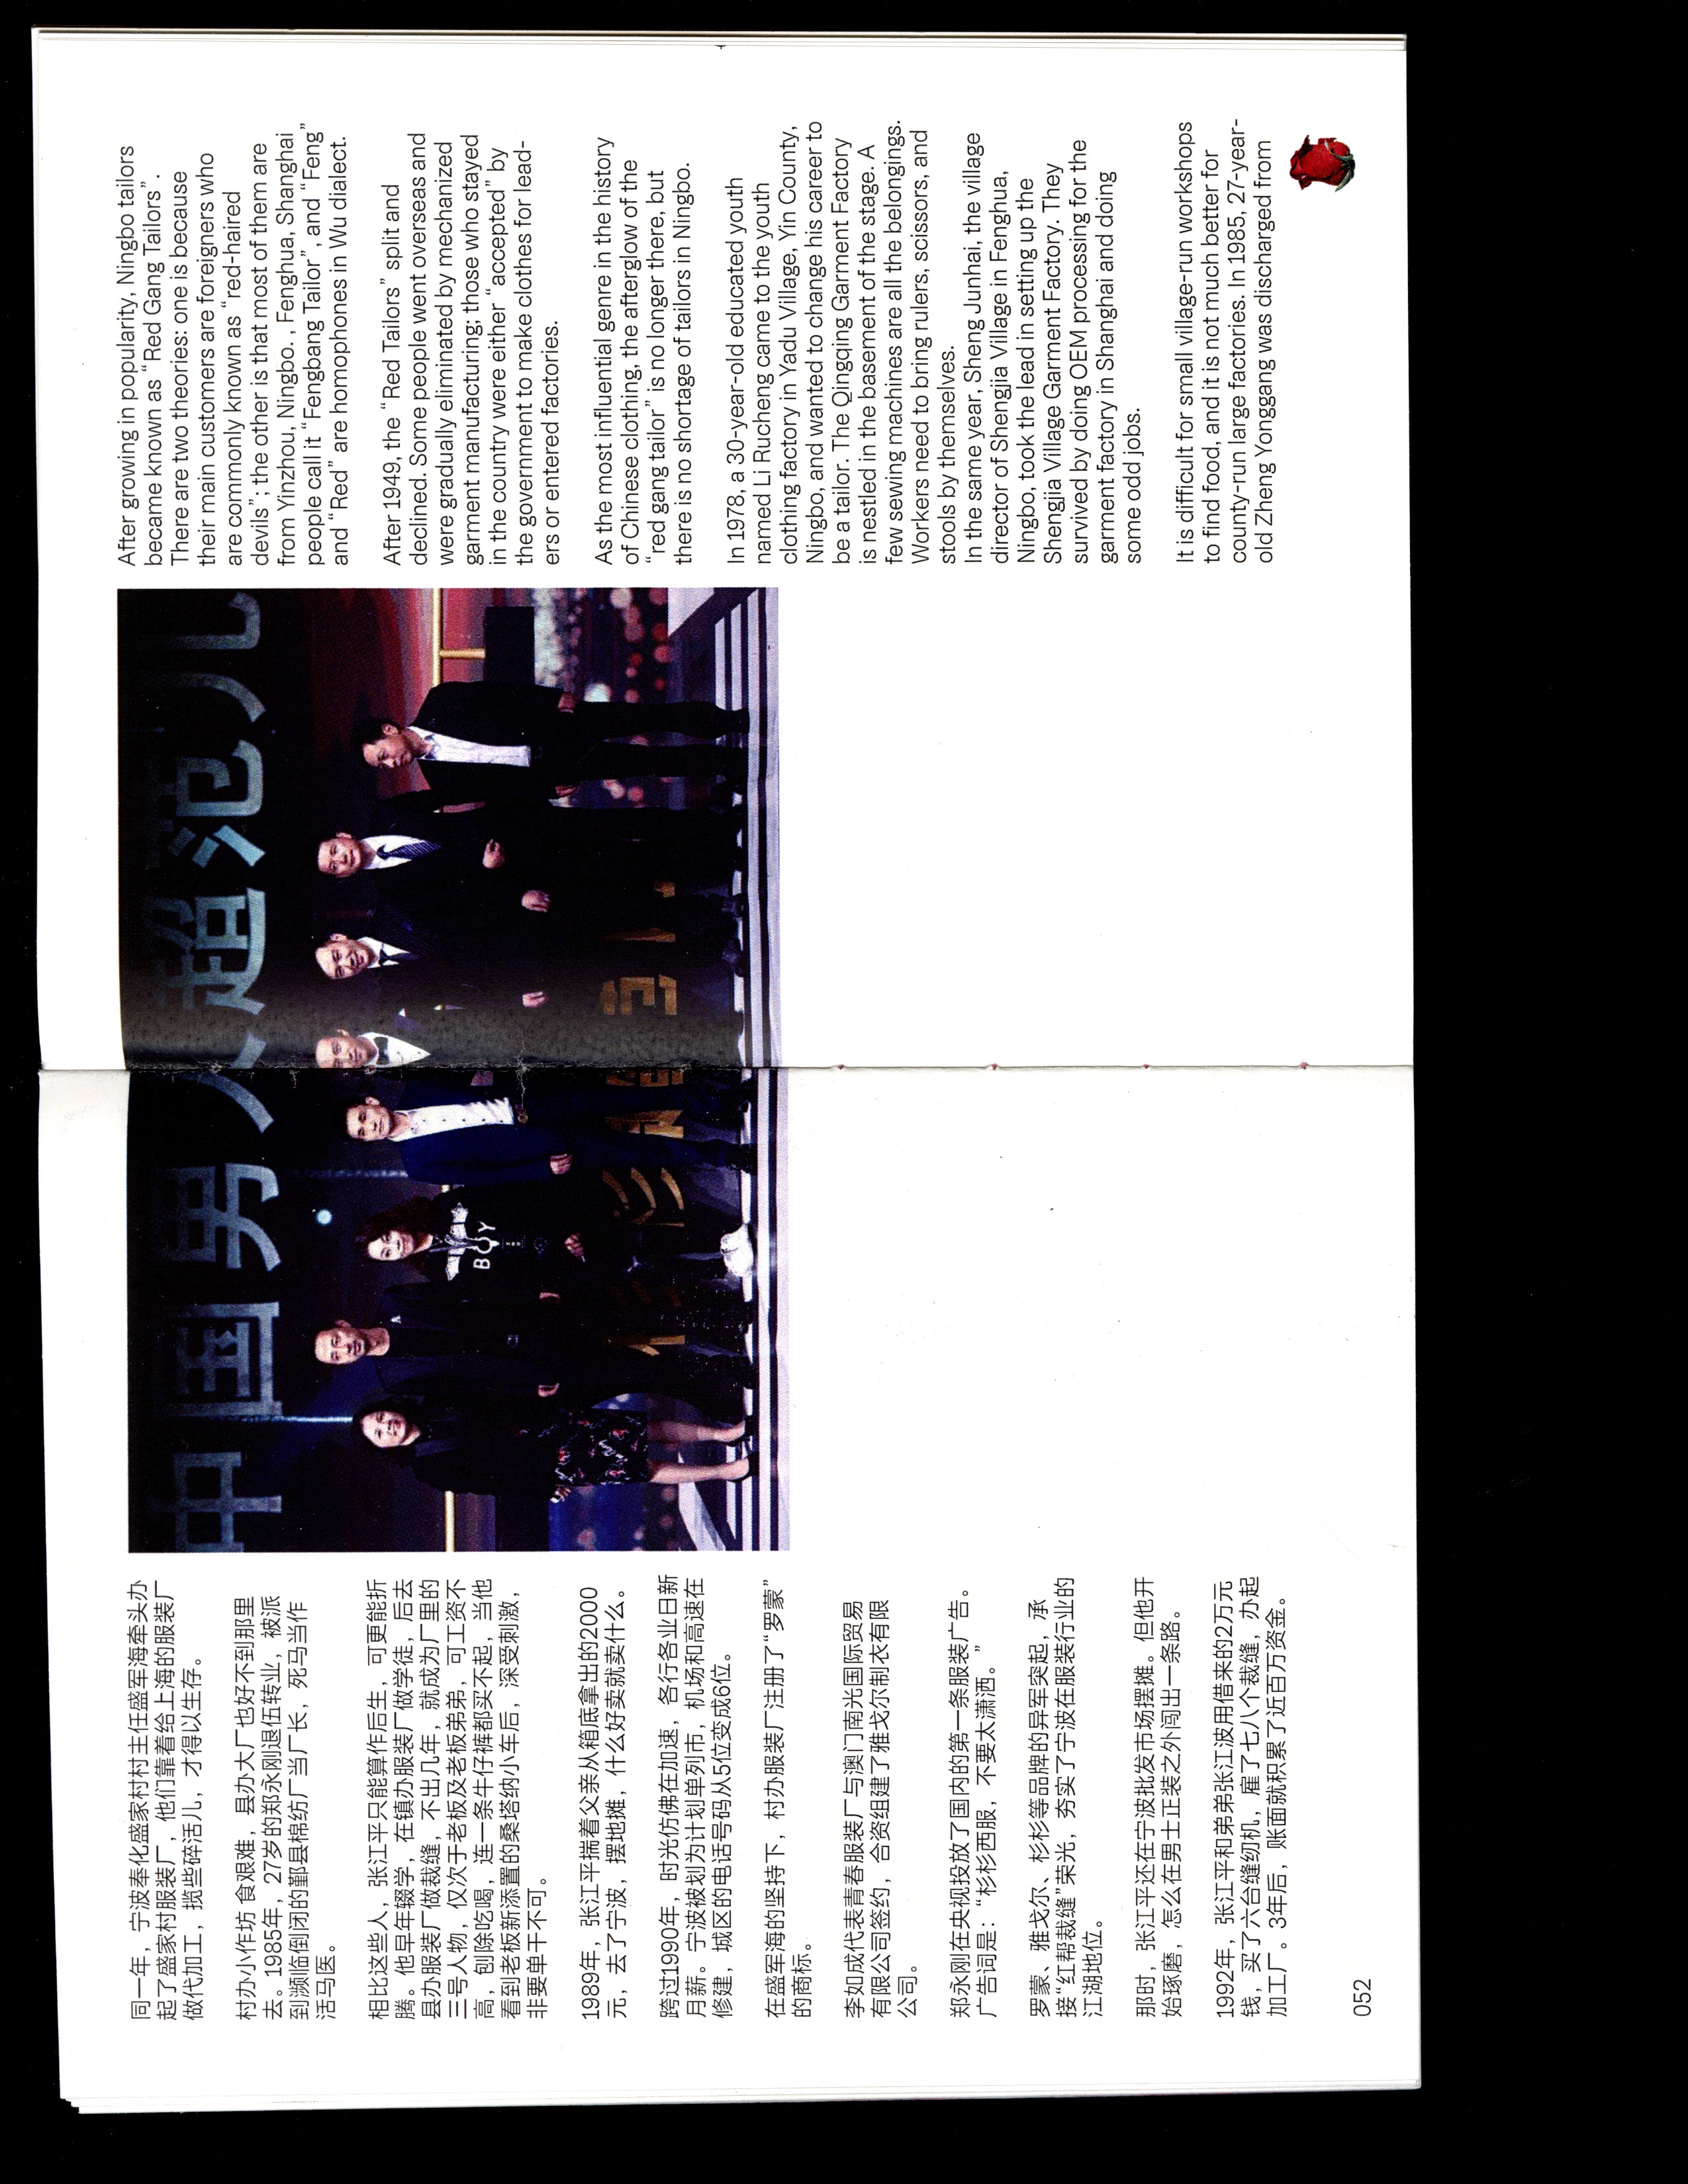 同一年，宁波奉化盛家村村主任盛军海牵头办
起了盛家村服装厂，他们靠着给上海的服装厂
做代加工，揽些碎活儿，才得以生存。
村办小作坊 食艰难，县办大厂也好不到那里
去。1985年，27岁的郑永刚退伍转业，被派
到濒临倒闭的鄞县棉纺厂当厂长，死马当作
活马医。
相比这些人，张江平只能算作后生，可更能折
腾。他早年辍学，在镇办服装厂做学徒，后去
县办服装厂做裁缝，不出几年，就成为厂里的
三号人物，仅次于老板及老板弟弟，可工资不
高，刨除吃喝，连一条牛仔裤都买不起，当他
看到老板新添置的桑塔纳小车后，深受刺激，
非要单干不可。
1989年，张江平揣着父亲从箱底拿出的2000
元，去了宁波，摆地摊，什么好卖就卖什么。
跨过1990年，时光仿佛在加速，各行各业日新
月薪。宁波被划为计划单列市，机场和高速在
修建，城区的电话号码从5位变成6位。
在盛军海的坚持下，村办服装厂注册了“罗蒙”
的商标。
李如成代表青春服装厂与澳门南光国际贸易
有限公司签约，合资组建了雅戈尔制衣有限
公司。
郑永刚在央视投放了国内的第一条服装广告。
广告词是：“杉杉西服，不要太潇洒。”
罗蒙、雅戈尔、杉杉等品牌的异军突起，承
接“红帮裁缝”荣光，夯实了宁波在服装行业的
江湖地位。
那时，张江平还在宁波批发市场摆摊。但他开
始琢磨，怎么在男士正装之外闯出一条路。
1992年，张江平和弟弟张江波用借来的2万元
钱，买了六台缝纫机，雇了七八个裁缝，办起
加工厂。3年后，账面就积累了近百万资金。
052
中国男人超范儿
BOY
杉杉超范
After growing in popularity, Ningbo tailors
became known as “Red Gang Tailors”.
There are two theories: one is because
their main customers are foreigners who
are commonly known as “red-haired
devils”; the other is that most of them are
from Yinzhou, Ningbo. , Fenghua, Shanghai
people call it “Fengbang Tailor”, and “Feng”
and “Red” are homophones in Wu dialect.
After 1949, the “Red Tailors” split and
declined. Some people went overseas and
were gradually eliminated by mechanized
garment manufacturing; those who stayed
in the country were either “accepted” by
the government to make clothes for lead-
ers or entered factories.
As the most influential genre in the history
of Chinese clothing, the afterglow of the
“red gang tailor” is no longer there, but
there is no shortage of tailors in Ningbo.
In 1978, a 30-year-old educated youth
named Li Rucheng came to the youth
clothing factory in Yadu Village, Yin County,
Ningbo, and wanted to change his career to
be a tailor. The Qingqing Garment Factory
is nestled in the basement of the stage. A
few sewing machines are all the belongings.
Workers need to bring rulers, scissors, and
stools by themselves.
In the same year, Sheng Junhai, the village
director of Shengjia Village in Fenghua,
Ningbo, took the lead in setting up the
Shengjia Village Garment Factory. They
survived by doing OEM processing for the
garment factory in Shanghai and doing
some odd jobs.
It is difficult for small village-run workshops
to find food, and it is not much better for
county-run large factories. In 1985, 27-year-
old Zheng Yonggang was discharged from